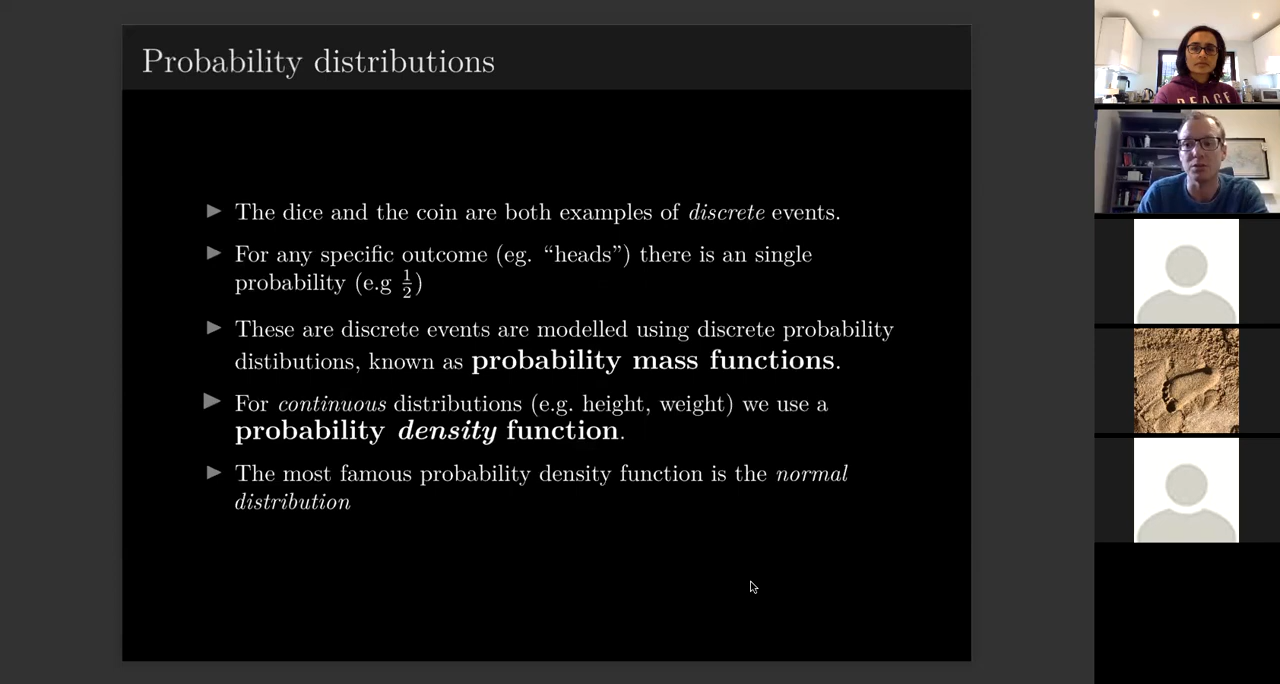 Probability distributions
▶ The dice and the coin are both examples of discrete events.
▶ For any specific outcome (eg. “heads”) there is an single
probability (e.g 1/2)
▶ These are discrete events are modelled using discrete probability
distibutions, known as probability mass functions.
▶ For continuous distributions (e.g. height, weight) we use a
probability density function.
▶ The most famous probability density function is the normal
distribution
PEACE